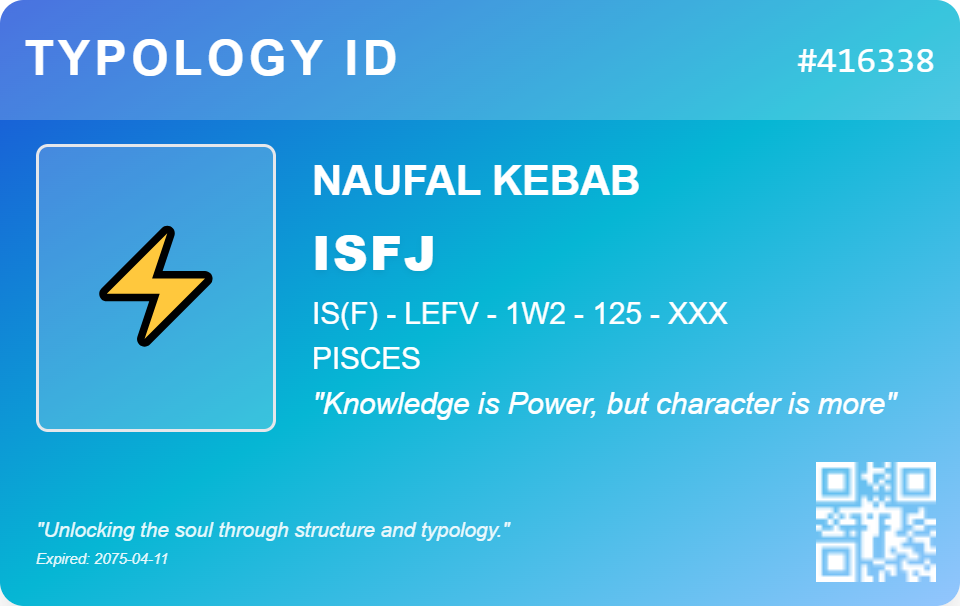 TYPOLOGY ID
#416338
NAUFAL KEBAB
ISFJ
IS(F) - LEFV - 1W2 - 125 - XXX
PISCES
"Knowledge is Power, but character is more"
"Unlocking the soul through structure and typology."
Expired: 2075-04-11